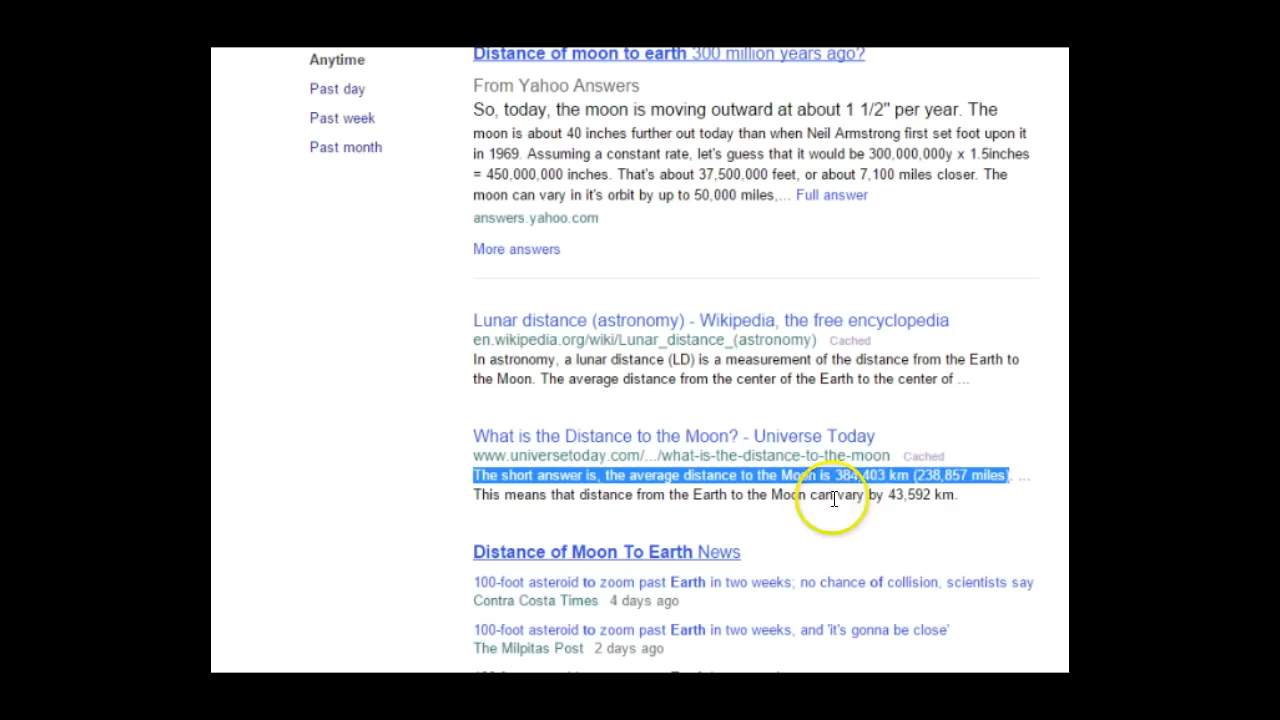 Anytime
Past day
Past week
Past month
Distance of moon to earth 300 million years ago?
From Yahoo Answers
So, today, the moon is moving outward at about 1 1/2" per year. The
moon is about 40 inches further out today than when Neil Armstrong first set foot upon it
in 1969. Assuming a constant rate, let's guess that it would be 300,000,000y x 1.5inches
= 450,000,000 inches. That's about 37,500,000 feet, or about 7,100 miles closer. The
moon can vary in it's orbit by up to 50,000 miles,... Full answer
answers.yahoo.com
More answers
Lunar distance (astronomy) - Wikipedia, the free encyclopedia
en.wikipedia.org/wiki/Lunar_distance_(astronomy) Cached
In astronomy, a lunar distance (LD) is a measurement of the distance from the Earth to
the Moon. The average distance from the center of the Earth to the center of ...
What is the Distance to the Moon? - Universe Today
www.universetoday.com/.../what-is-the-distance-to-the-moon Cached
The short answer is, the average distance to the Moon is 384,403 km (238,857 miles). ...
This means that distance from the Earth to the Moon can vary by 43,592 km.
Distance of Moon To Earth News
100-foot asteroid to zoom past Earth in two weeks; no chance of collision, scientists say
Contra Costa Times 4 days ago
100-foot asteroid to zoom past Earth in two weeks, and 'it's gonna be close'
The Milpitas Post 2 days ago